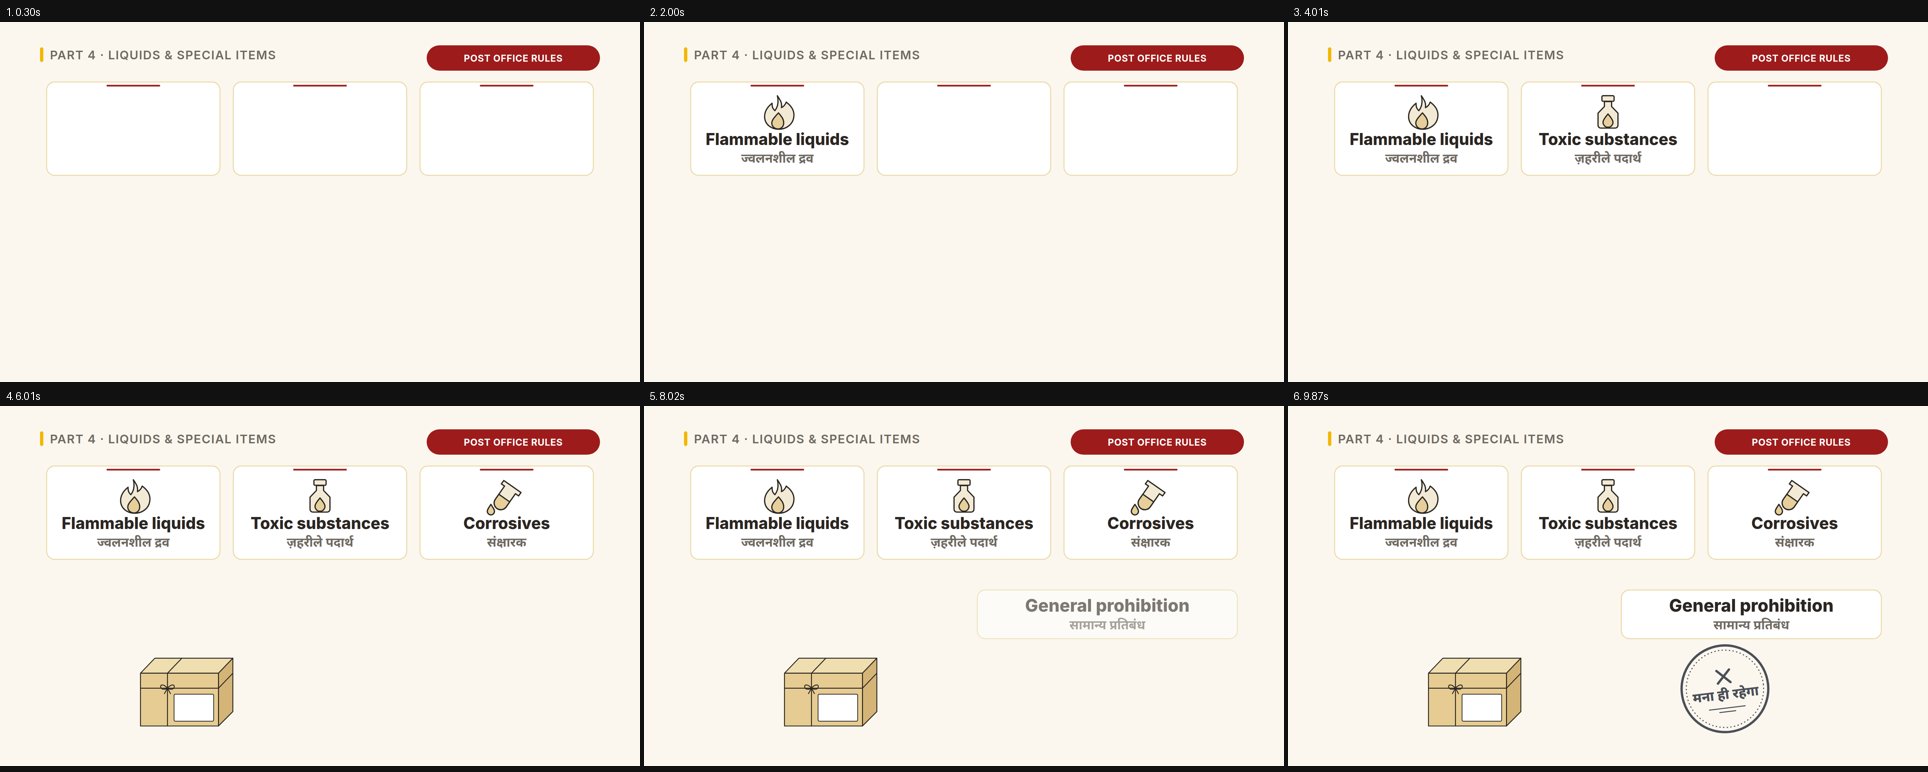 1. 0.30s
PART 4 · LIQUIDS & SPECIAL ITEMS
POST OFFICE RULES
2. 2.00s
PART 4 · LIQUIDS & SPECIAL ITEMS
POST OFFICE RULES
Flammable liquids
ज्वलनशील द्रव
3. 4.01s
PART 4 · LIQUIDS & SPECIAL ITEMS
POST OFFICE RULES
Flammable liquids
ज्वलनशील द्रव
Toxic substances
ज़हरीले पदार्थ
4. 6.01s
PART 4 · LIQUIDS & SPECIAL ITEMS
POST OFFICE RULES
Flammable liquids
ज्वलनशील द्रव
Toxic substances
ज़हरीले पदार्थ
Corrosives
संक्षारक
5. 8.02s
PART 4 · LIQUIDS & SPECIAL ITEMS
POST OFFICE RULES
Flammable liquids
ज्वलनशील द्रव
Toxic substances
ज़हरीले पदार्थ
Corrosives
संक्षारक
General prohibition
सामान्य प्रतिबंध
6. 9.87s
PART 4 · LIQUIDS & SPECIAL ITEMS
POST OFFICE RULES
Flammable liquids
ज्वलनशील द्रव
Toxic substances
ज़हरीले पदार्थ
Corrosives
संक्षारक
General prohibition
सामान्य प्रतिबंध
मना ही रहेगा